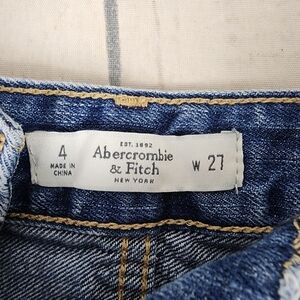 4
MADE IN
CHINA
EST. 1892
Abercrombie
& Fitch
NEW YORK
W 27